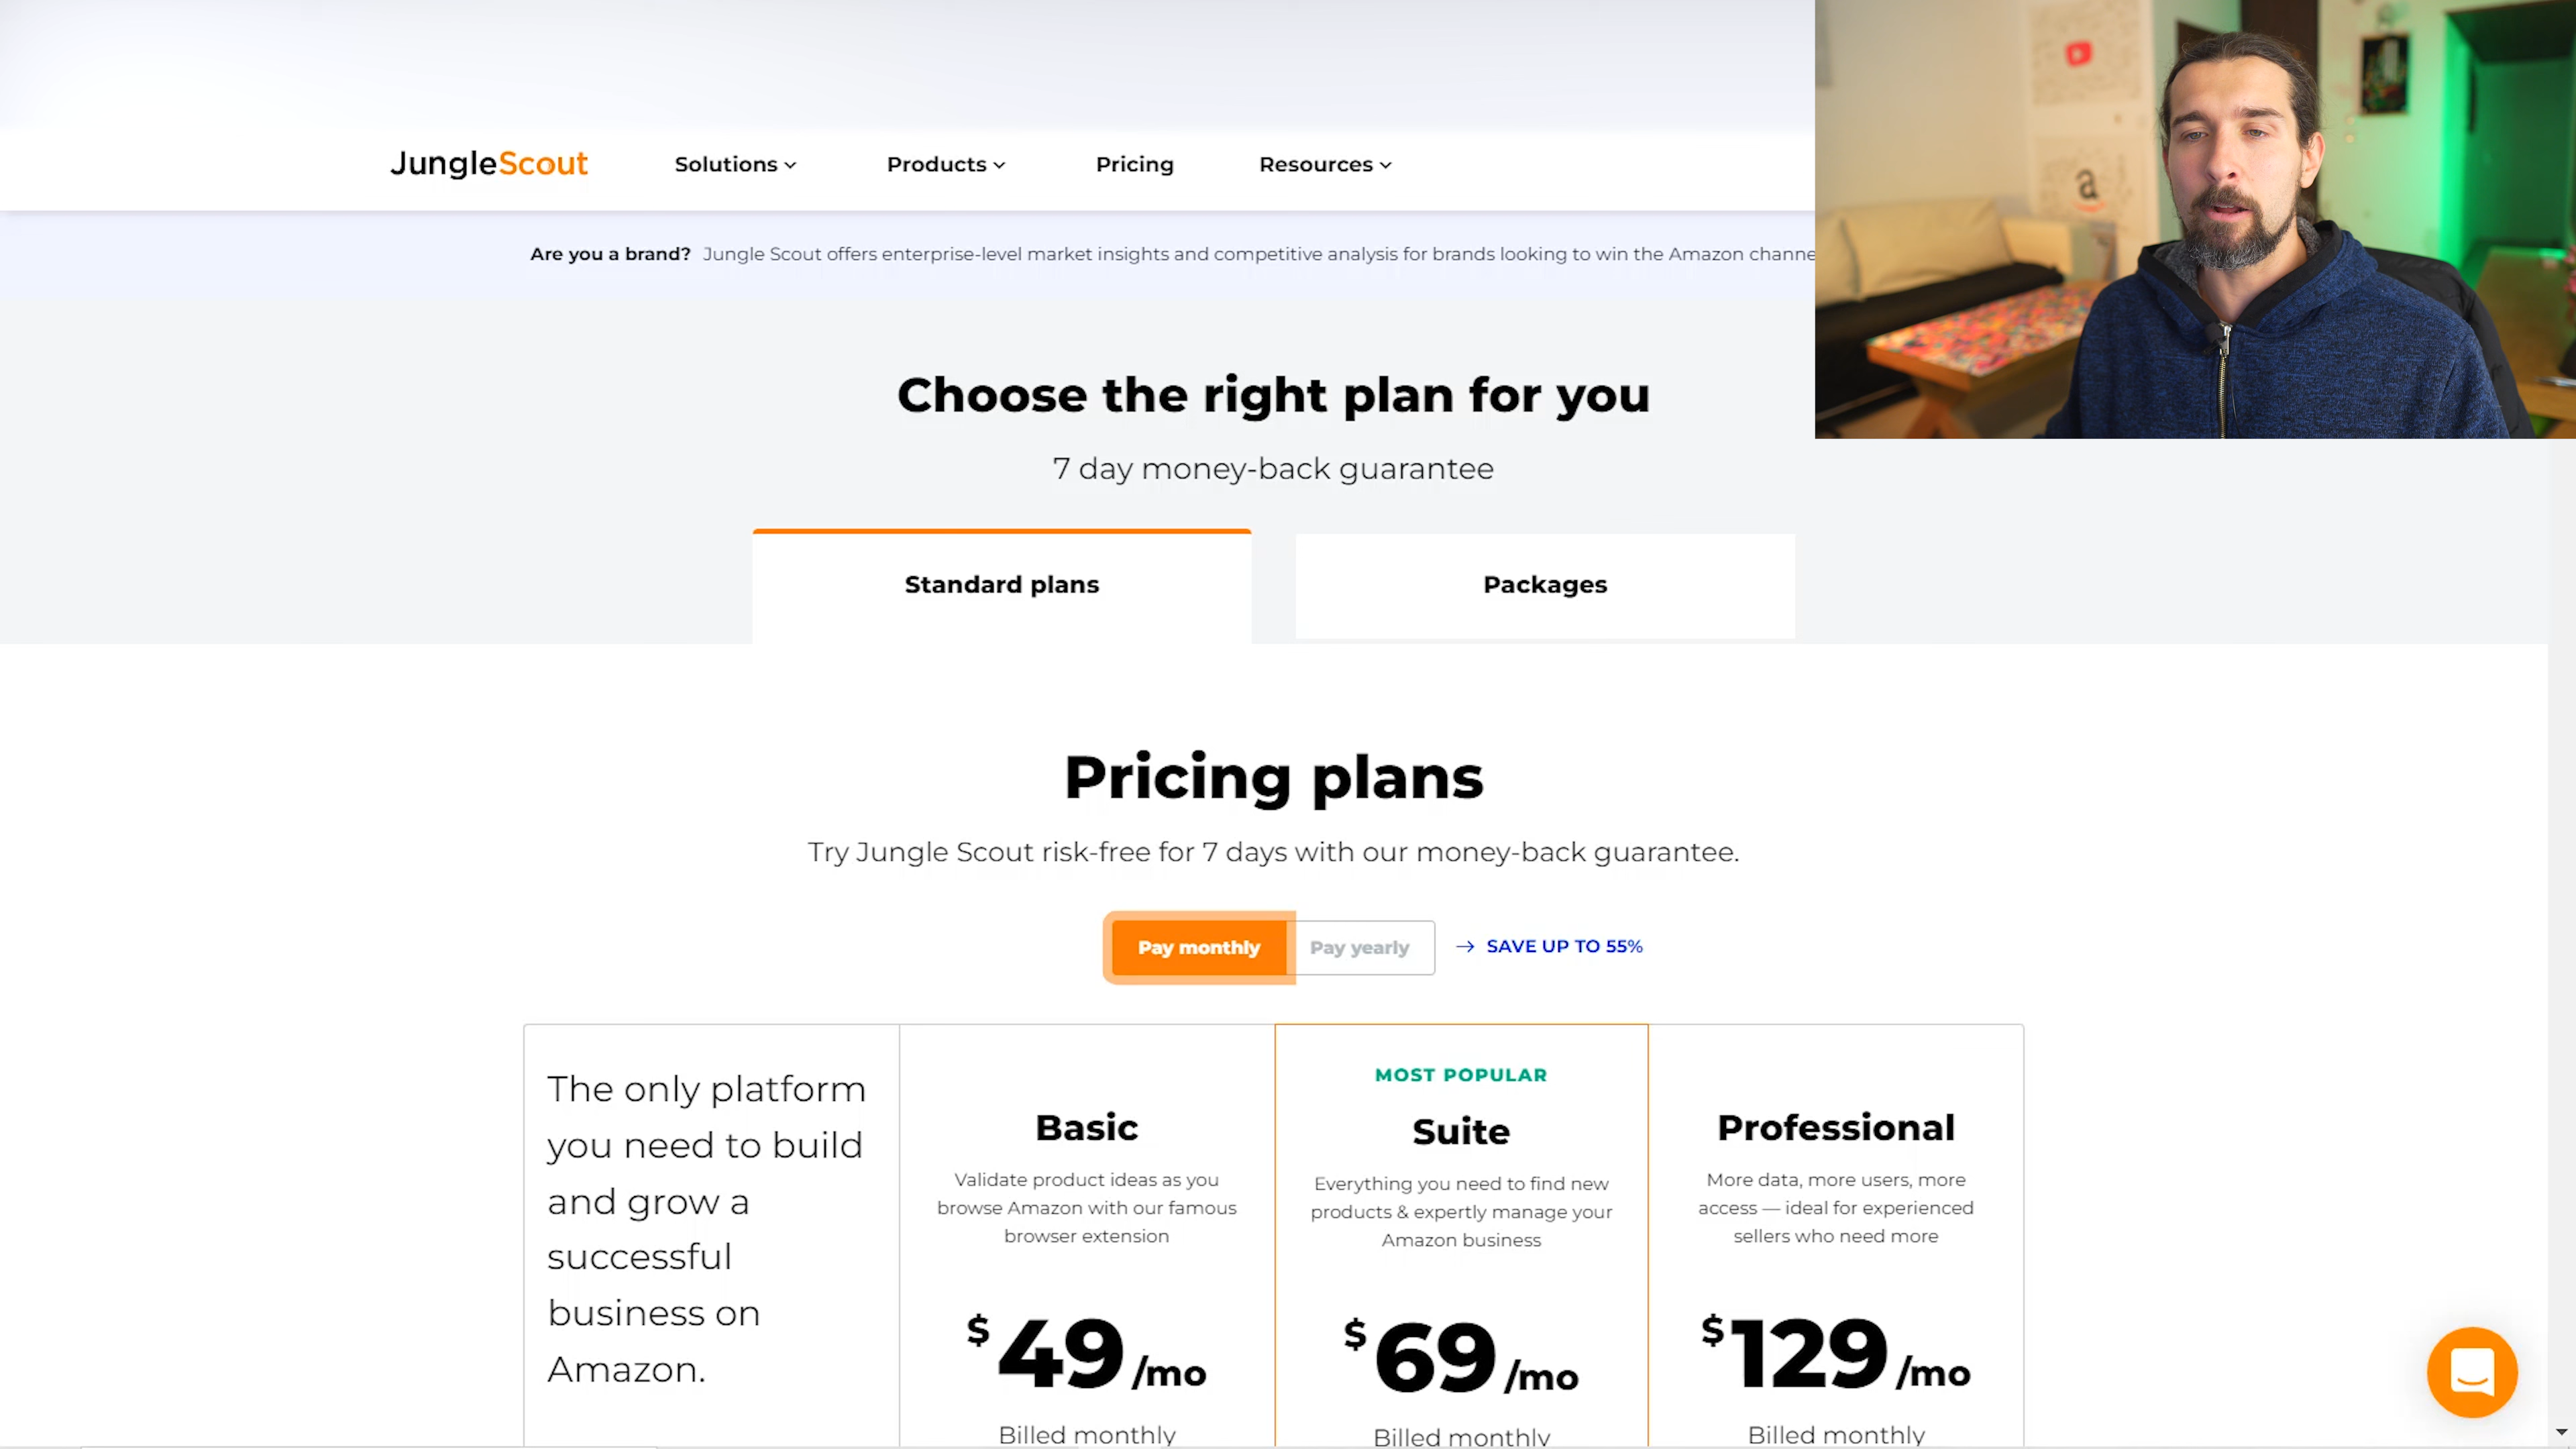 JungleScout
Solutions
Products
Pricing
Resources
Are you a brand? Jungle Scout offers enterprise-level market insights and competitive analysis for brands looking to win the Amazon channe
a
Choose the right plan for you
7 day money-back guarantee
Standard plans
Packages
Pricing plans
Try Jungle Scout risk-free for 7 days with our money-back guarantee.
Pay monthly
Pay yearly
→ SAVE UP TO 55%
The only platform
you need to build
and grow a
successful
business on
Amazon.
Basic
Validate product ideas as you
browse Amazon with our famous
browser extension
$49/mo
Billed monthly
MOST POPULAR
Suite
Everything you need to find new
products & expertly manage your
Amazon business
$69/mo
Billed monthly
Professional
More data, more users, more
access — ideal for experienced
sellers who need more
$129/mo
Billed monthly